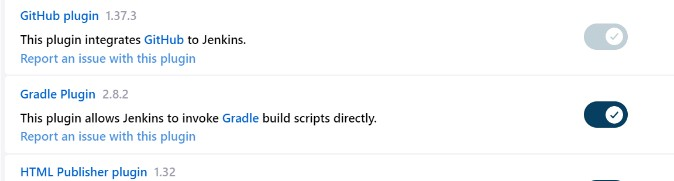 GitHub plugin 1.37.3
This plugin integrates GitHub to Jenkins.
Report an issue with this plugin
Gradle Plugin 2.8.2
This plugin allows Jenkins to invoke Gradle build scripts directly.
Report an issue with this plugin
HTML Publisher plugin 1.32